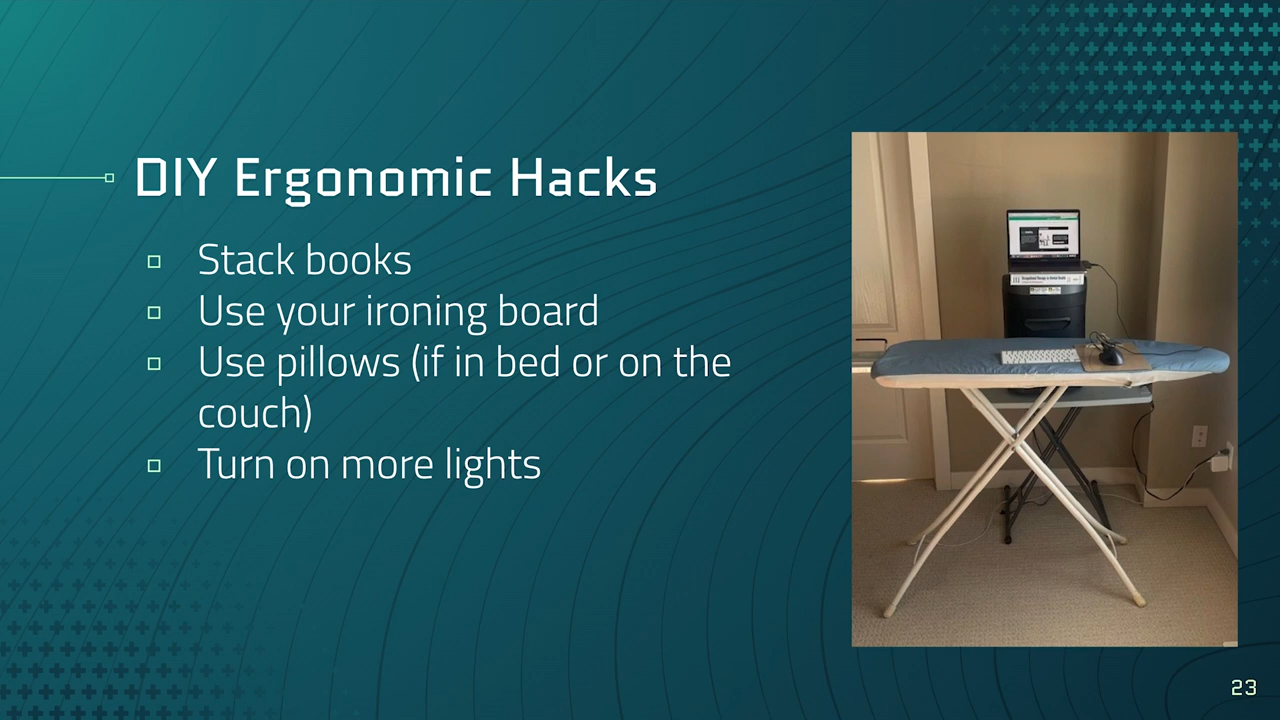 DIY Ergonomic Hacks
Stack books
Use your ironing board
Use pillows (if in bed or on the
couch)
Turn on more lights
23